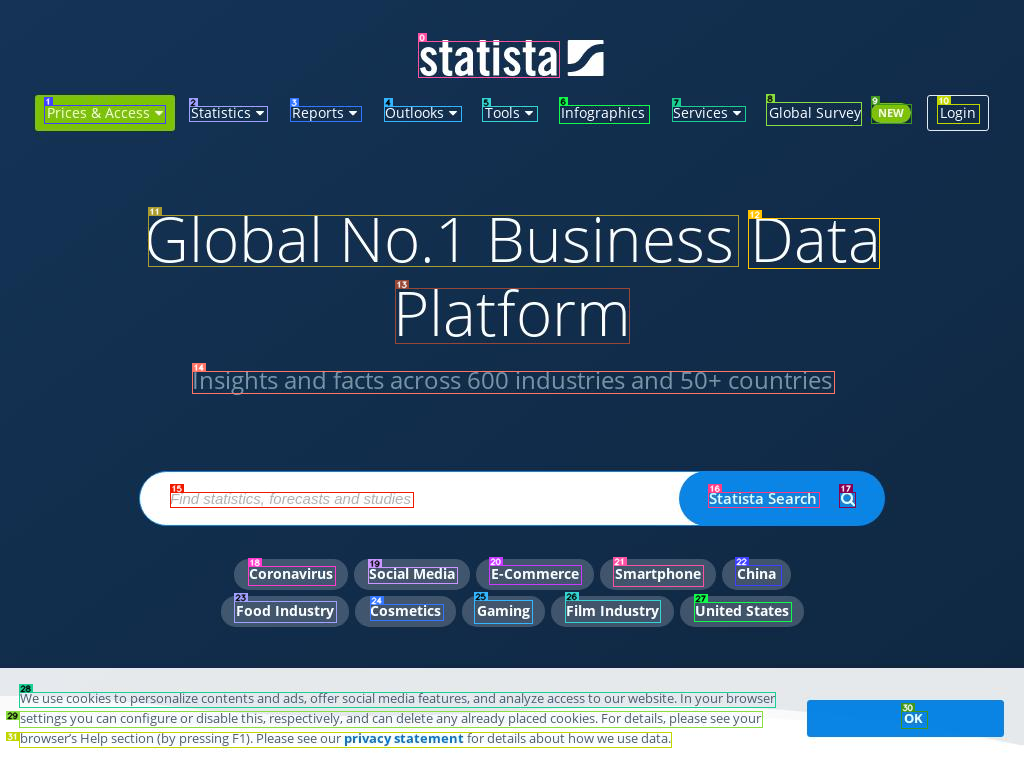 statista
Prices & Access Statistics Reports Outlooks Tools Infographics Services Global Survey NEW Login
Global No.1 Business Data
Platform
Insights and facts across 600 industries and 50+ countries
Find statistics, forecasts and studies Statista Search
Coronavirus Social Media E-Commerce Smartphone China
Food Industry Cosmetics Gaming Film Industry United States
We use cookies to personalize contents and ads, offer social media features, and analyze access to our website. In your browser
settings you can configure or disable this, respectively, and can delete any already placed cookies. For details, please see your
browser's Help section (by pressing F1). Please see our privacy statement for details about how we use data.
OK
0
1
2
3
4
5
6
7
8
9
10
11
12
13
14
15
16
17
18
19
20
21
22
23
24
25
26
27
28
29
30
31